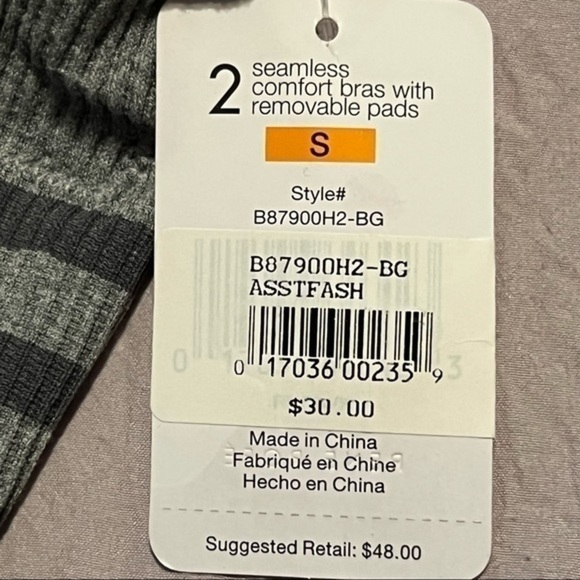 2 seamless
comfort bras with
removable pads
S
Style#
B87900H2-BG
B87900H2-BG
ASSTFASH
0 17036 00235 9
$30.00
Made in China
Fabriqué en Chine
Hecho en China
Suggested Retail: $48.00